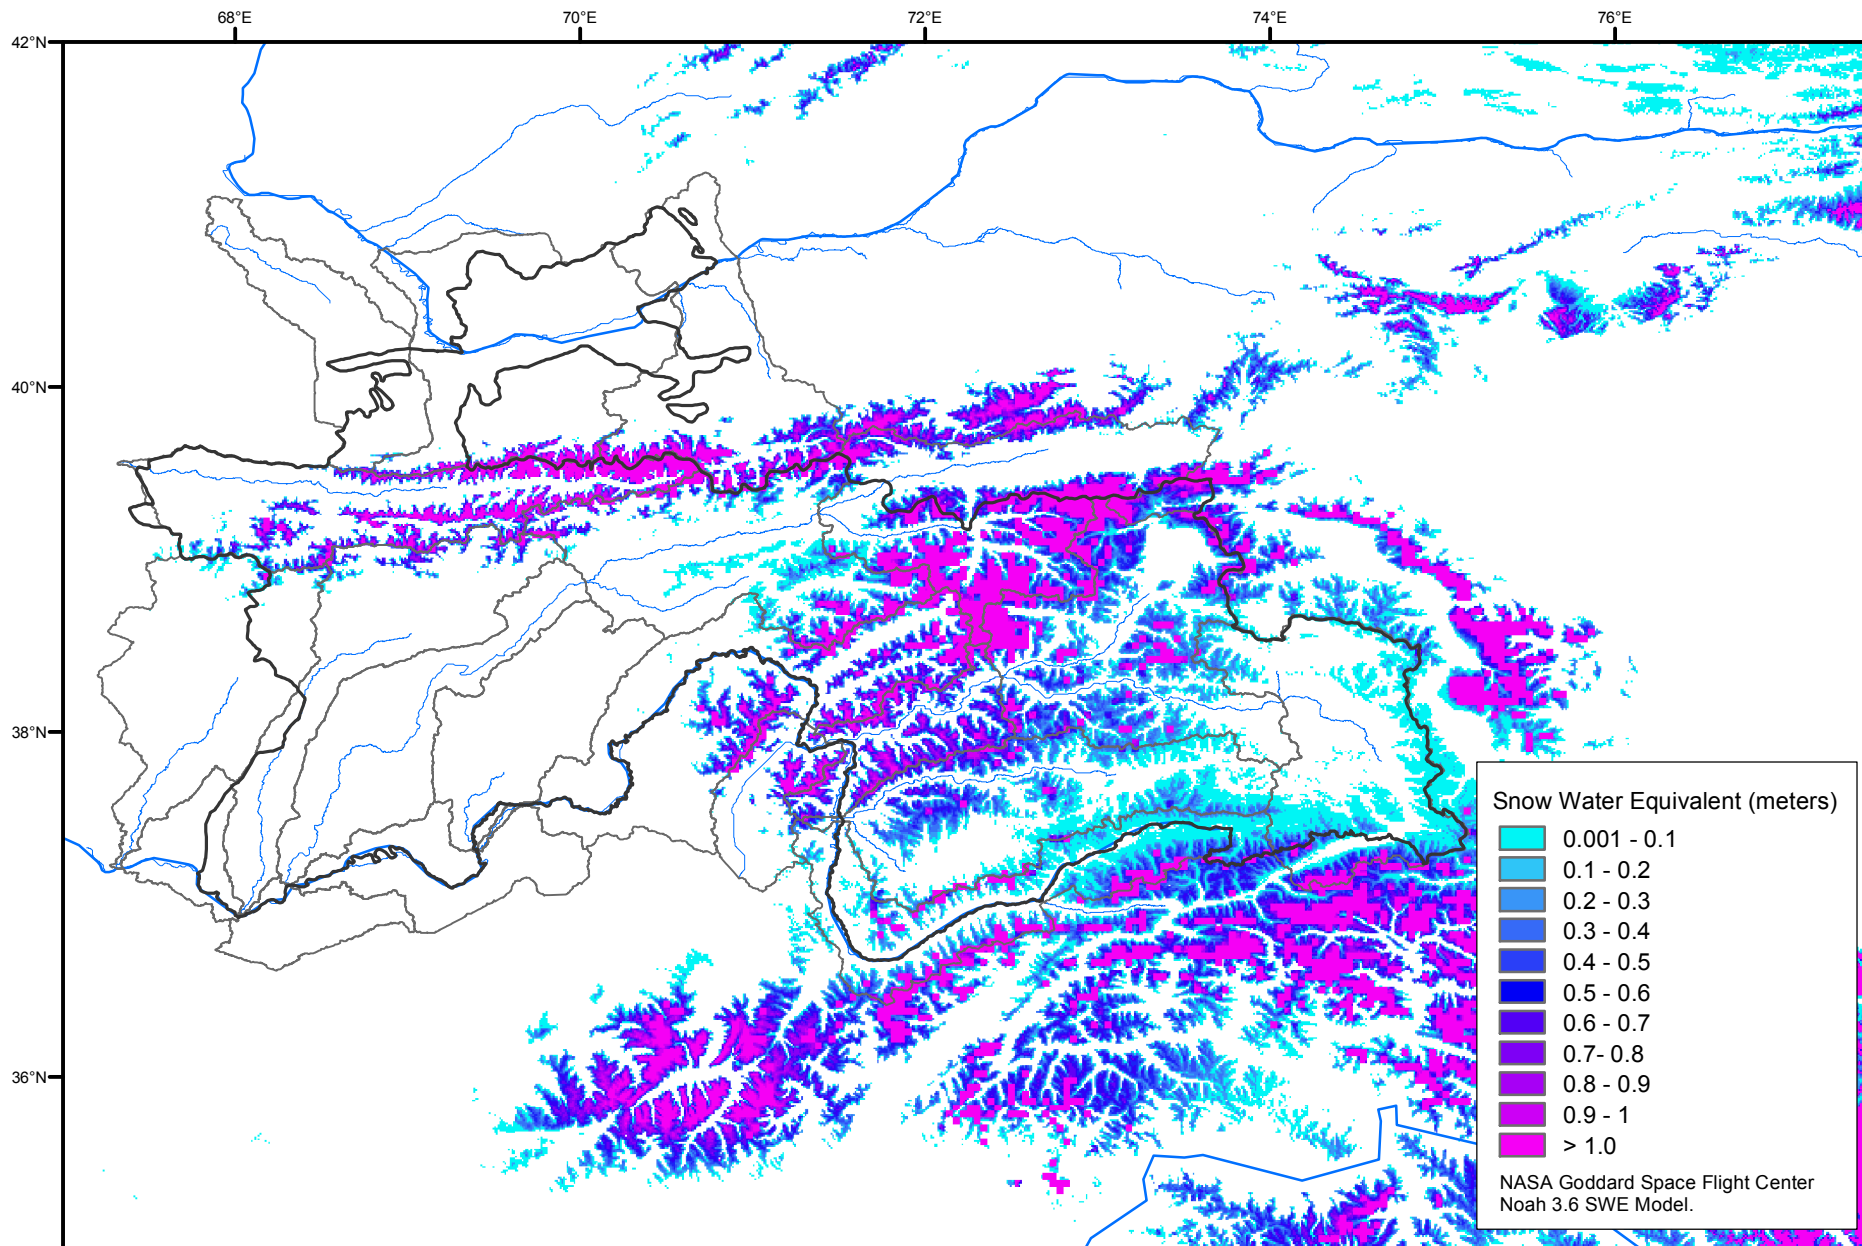 68°E 70°E 72°E 74°E 76°E
42°N
40°N
38°N
36°N
Snow Water Equivalent (meters)
0.001 - 0.1
0.1 - 0.2
0.2 - 0.3
0.3 - 0.4
0.4 - 0.5
0.5 - 0.6
0.6 - 0.7
0.7- 0.8
0.8 - 0.9
0.9 - 1
> 1.0
NASA Goddard Space Flight Center
Noah 3.6 SWE Model.